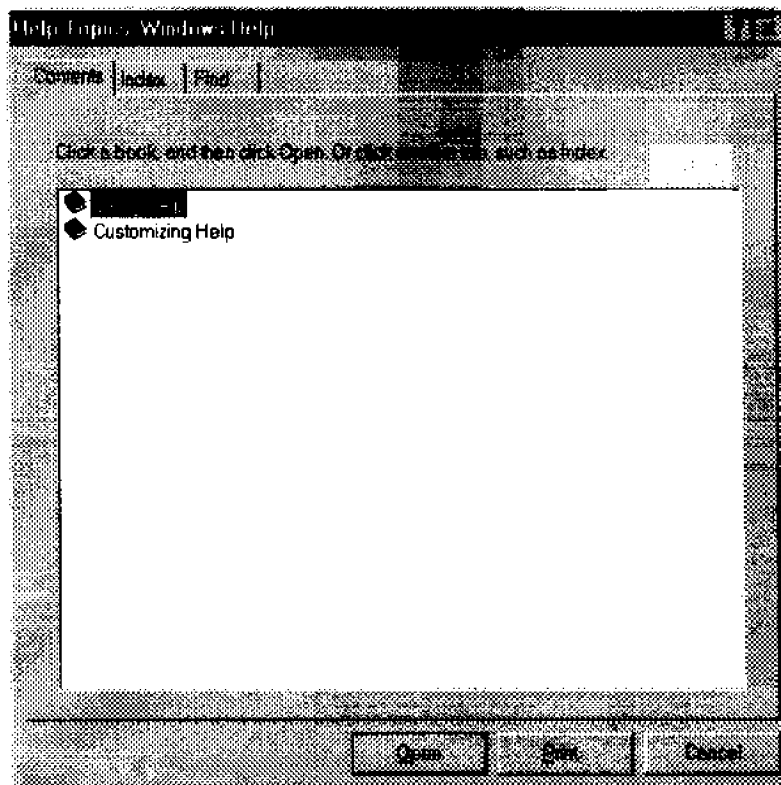 Help Topics: Windows Help
Contents Index Find
Click a book, and then click Open. Or click another tab, such as Index.
Customizing Help
Open Print Cancel